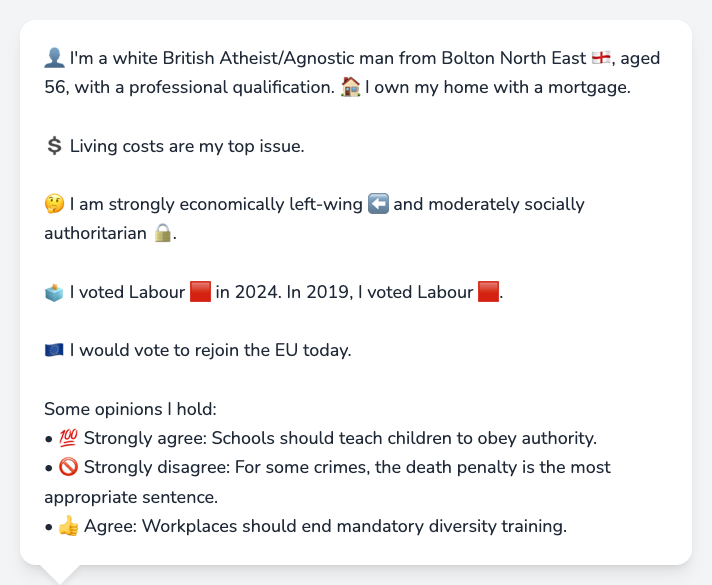 👤 I'm a white British Atheist/Agnostic man from Bolton North East 🏴󠁧󠁢󠁥󠁮󠁧󠁿, aged
56, with a professional qualification. 🏠 I own my home with a mortgage.
💲 Living costs are my top issue.
🤔 I am strongly economically left-wing ⬅️ and moderately socially
authoritarian 🔒.
🗳️ I voted Labour 🟥 in 2024. In 2019, I voted Labour 🟥.
🇪🇺 I would vote to rejoin the EU today.
Some opinions I hold:
• 💯 Strongly agree: Schools should teach children to obey authority.
• 🚫 Strongly disagree: For some crimes, the death penalty is the most
appropriate sentence.
• 👍 Agree: Workplaces should end mandatory diversity training.